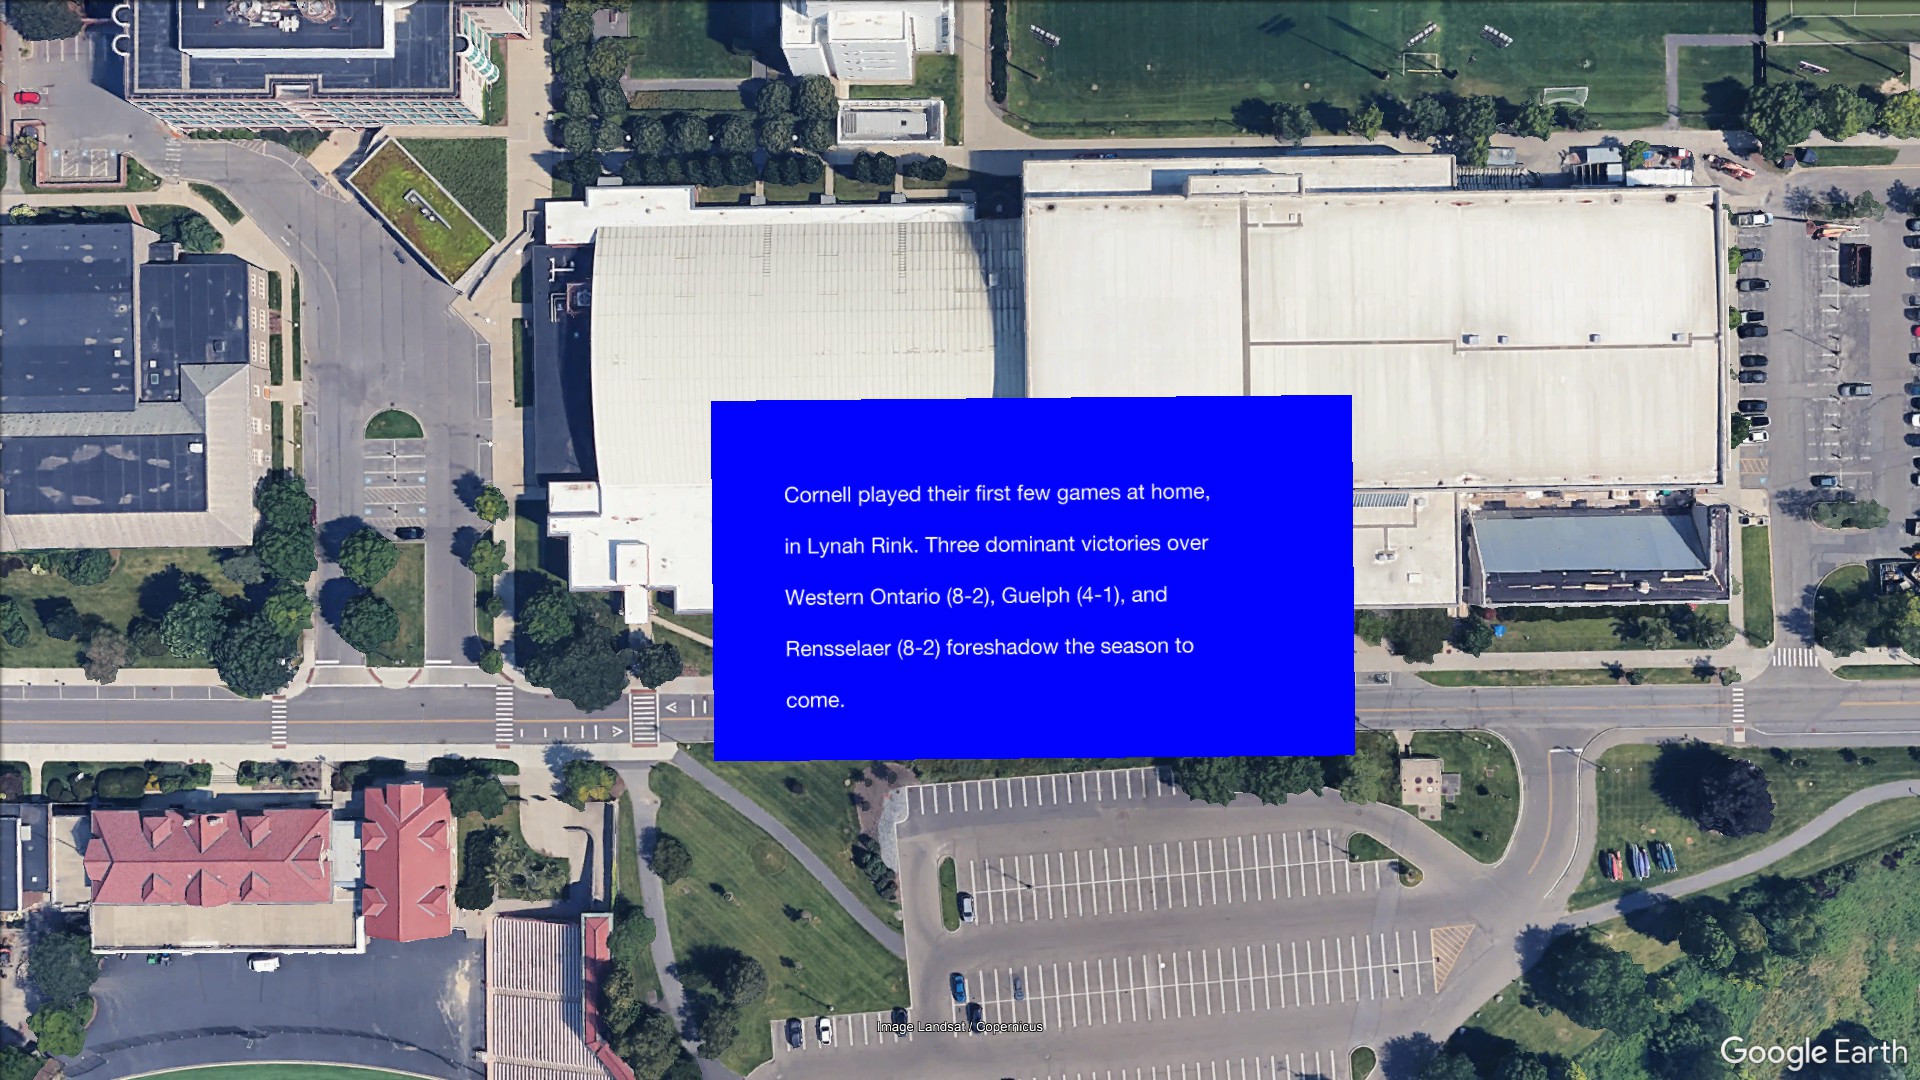 Cornell played their first few games at home,
in Lynah Rink. Three dominant victories over
Western Ontario (8-2), Guelph (4-1), and
Rensselaer (8-2) foreshadow the season to
come.
Image Landsat / Copernicus
Google Earth